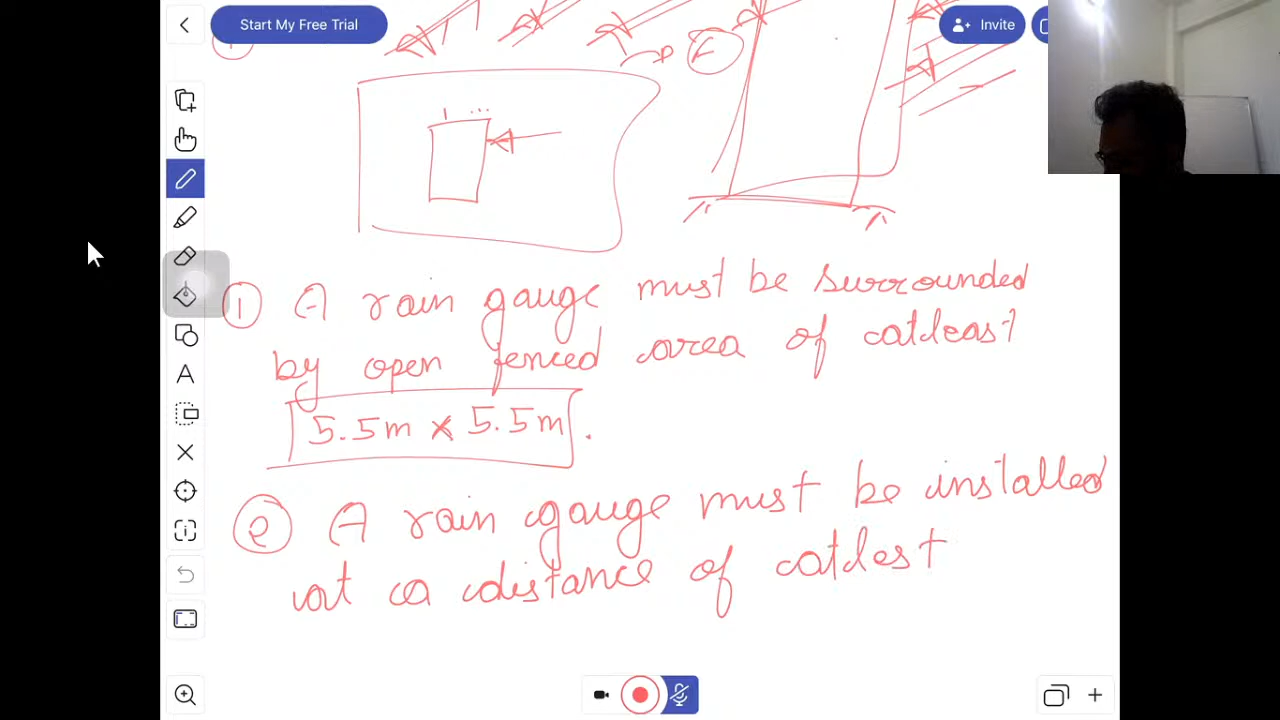 Start My Free Trial
Invite
① A rain gauge must be surrounded
by open fenced area of atleast
5.5m x 5.5m.
② A rain gauge must be installed
at a distance of atlest